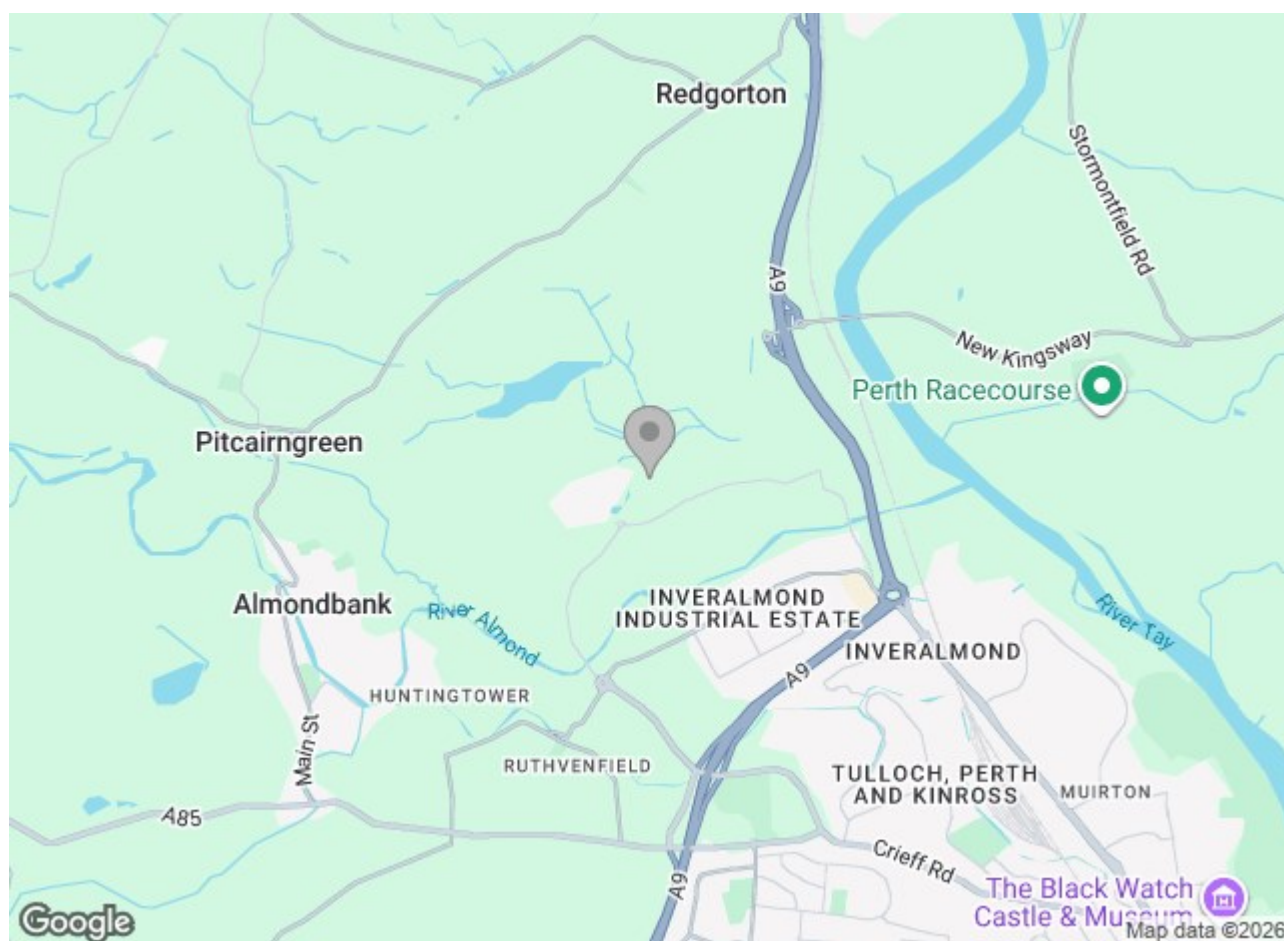 Redgorton
Stormontfield Rd
A9
New Kingsway
Perth Racecourse
Pitcairngreen
Almondbank
River Almond
INVERALMOND
INDUSTRIAL ESTATE
INVERALMOND
River Tay
A9
HUNTINGTOWER
Main St
RUTHVENFIELD
TULLOCH, PERTH
AND KINROSS
MUIRTON
A85
Crieff Rd
A9
The Black Watch
Castle & Museum
Google
Map data ©2026